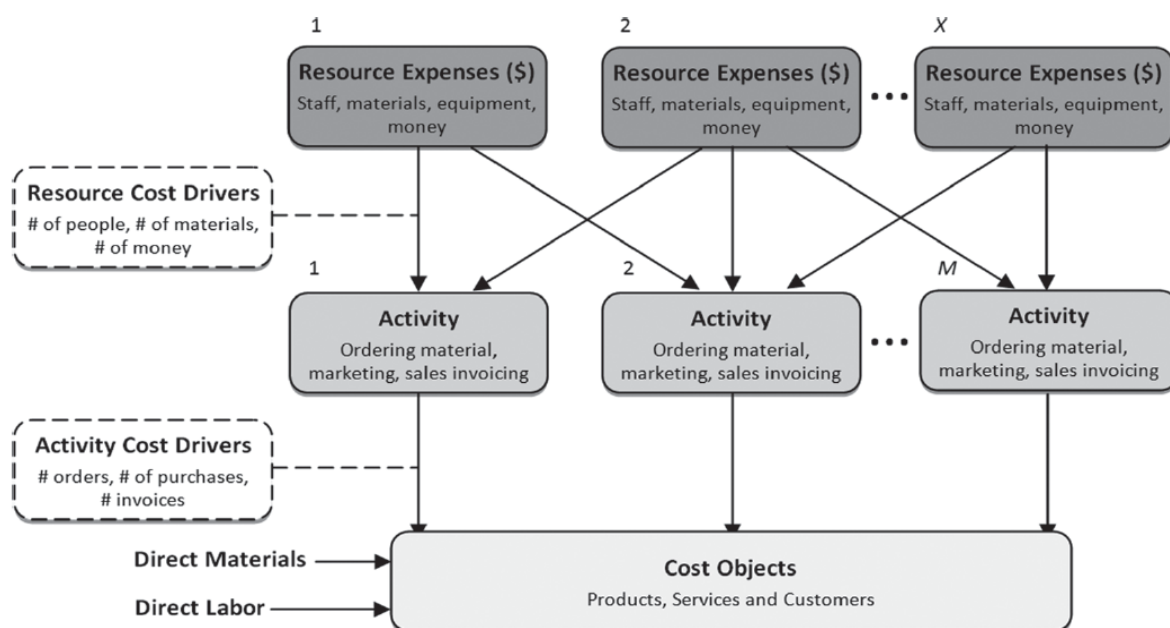 1
2
X
Resource Expenses ($)
Staff, materials, equipment,
money
Resource Expenses ($)
Staff, materials, equipment,
money
•••
Resource Expenses ($)
Staff, materials, equipment,
money
Resource Cost Drivers
# of people, # of materials,
# of money
1
2
M
Activity
Ordering material,
marketing, sales invoicing
Activity
Ordering material,
marketing, sales invoicing
•••
Activity
Ordering material,
marketing, sales invoicing
Activity Cost Drivers
# orders, # of purchases,
# invoices
Direct Materials
Direct Labor
Cost Objects
Products, Services and Customers